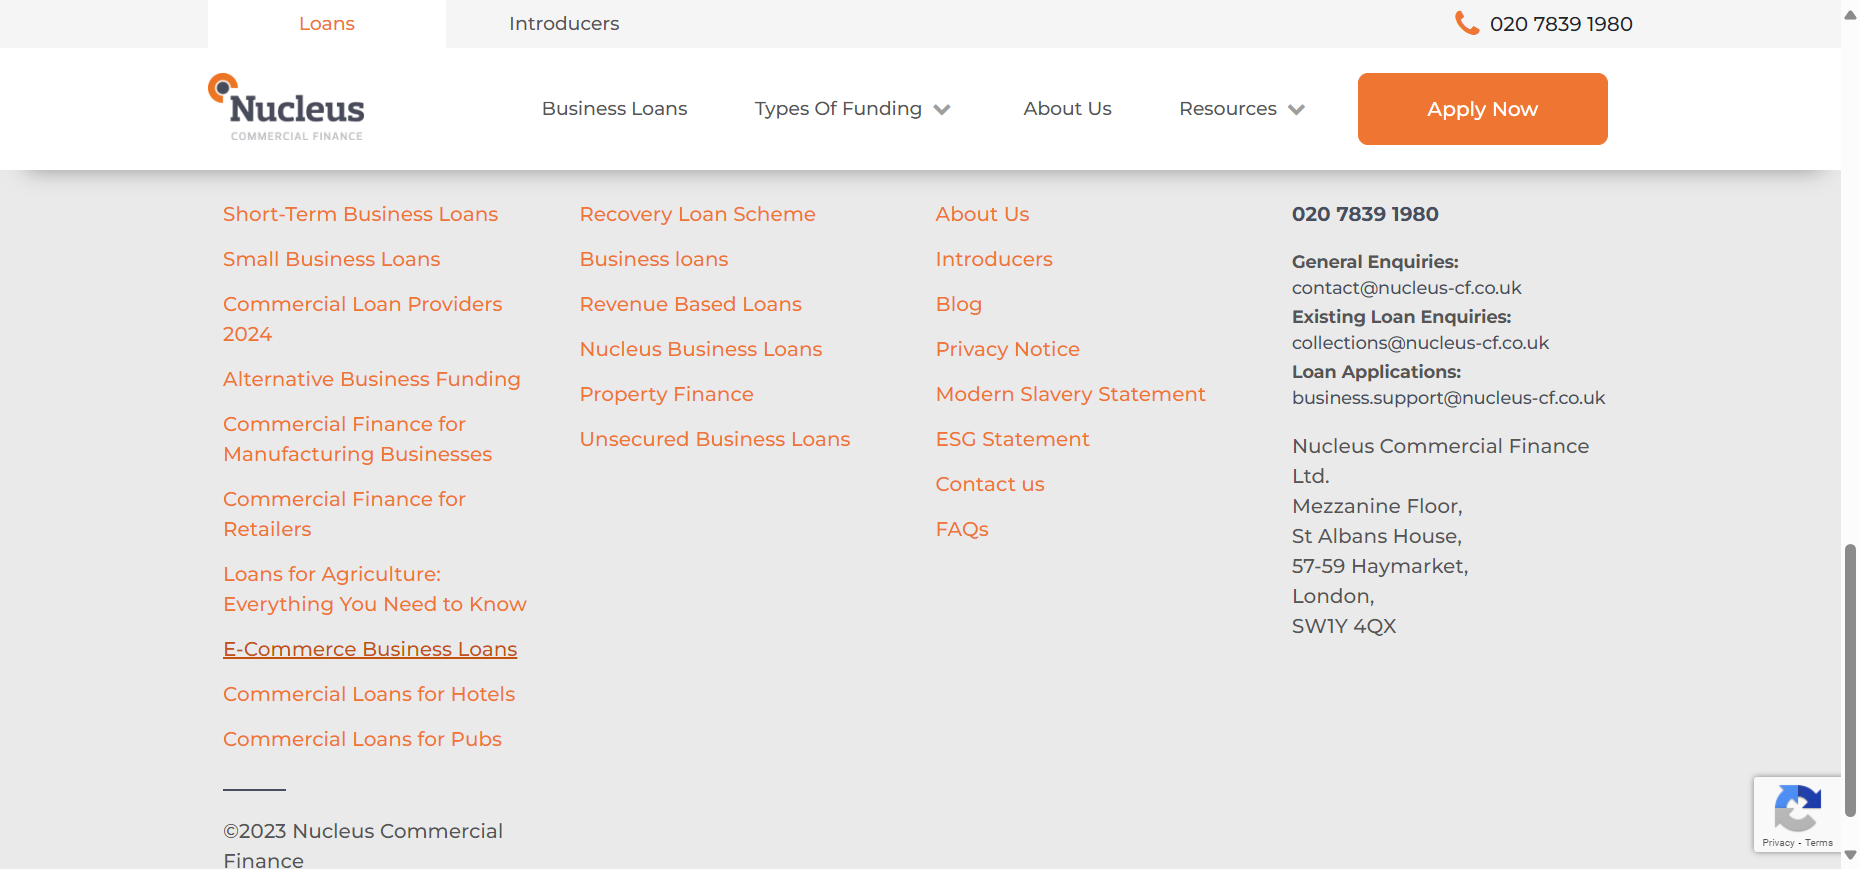 Loans
Introducers
020 7839 1980
Nucleus
COMMERCIAL FINANCE
Business Loans
Types Of Funding
About Us
Resources
Apply Now
Short-Term Business Loans
Small Business Loans
Commercial Loan Providers
2024
Alternative Business Funding
Commercial Finance for
Manufacturing Businesses
Commercial Finance for
Retailers
Loans for Agriculture:
Everything You Need to Know
E-Commerce Business Loans
Commercial Loans for Hotels
Commercial Loans for Pubs
©2023 Nucleus Commercial
Finance
Recovery Loan Scheme
Business loans
Revenue Based Loans
Nucleus Business Loans
Property Finance
Unsecured Business Loans
About Us
Introducers
Blog
Privacy Notice
Modern Slavery Statement
ESG Statement
Contact us
FAQs
020 7839 1980
General Enquiries:
contact@nucleus-cf.co.uk
Existing Loan Enquiries:
collections@nucleus-cf.co.uk
Loan Applications:
business.support@nucleus-cf.co.uk
Nucleus Commercial Finance
Ltd.
Mezzanine Floor,
St Albans House,
57-59 Haymarket,
London,
SW1Y 4QX
Privacy - Terms